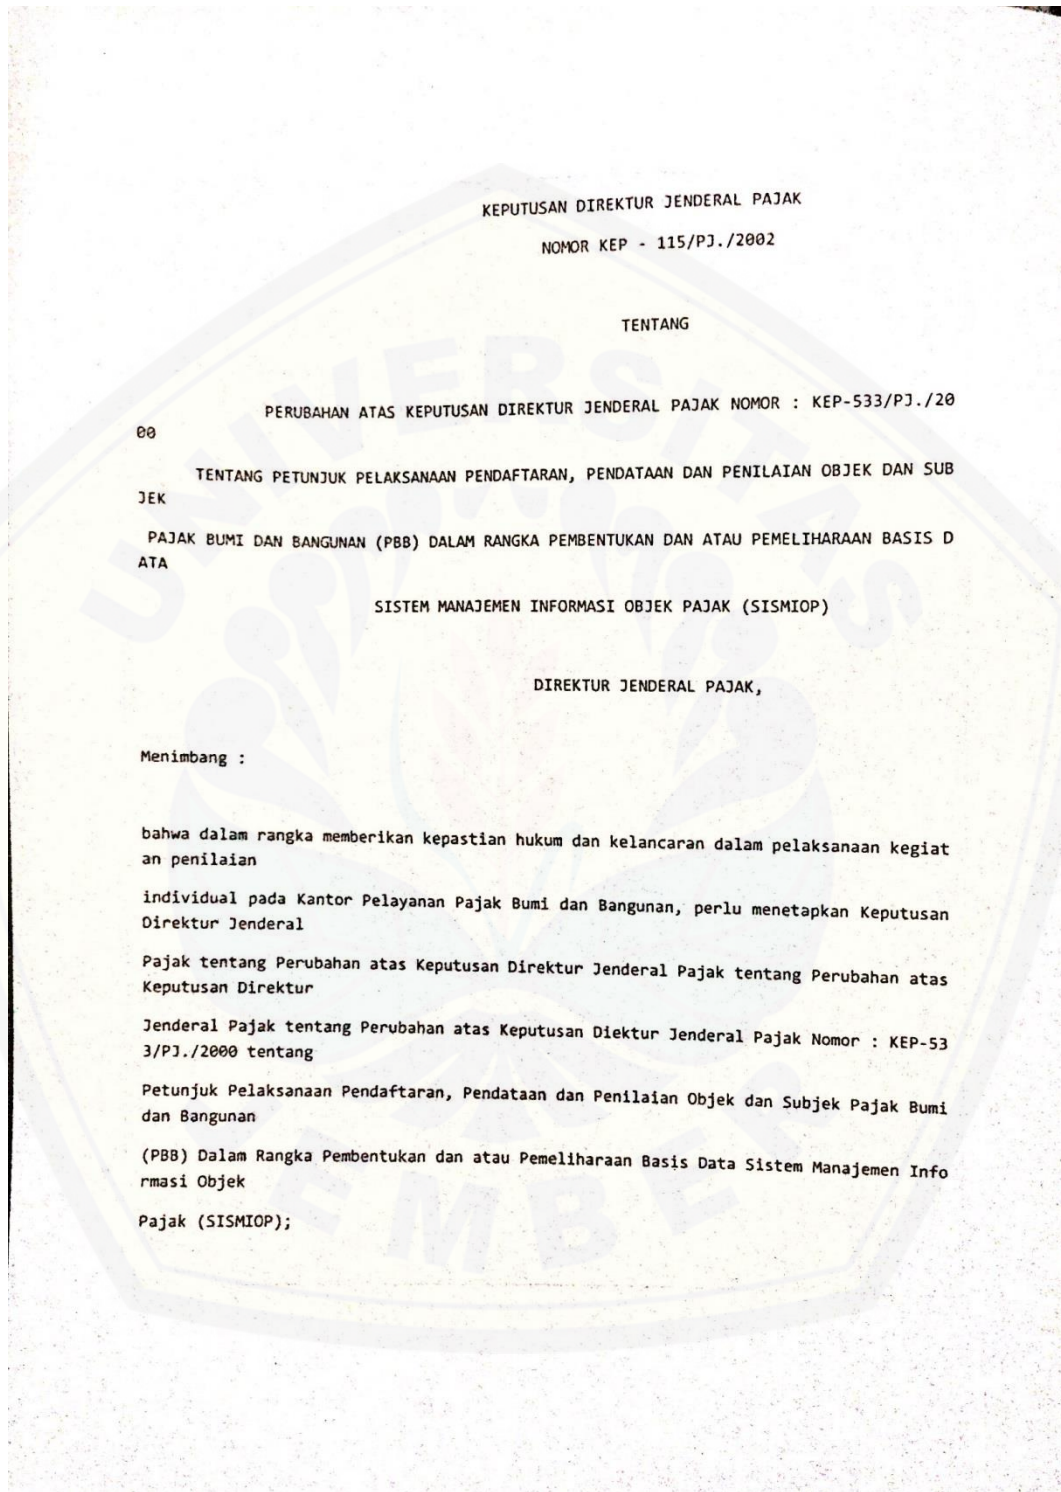 KEPUTUSAN DIREKTUR JENDERAL PAJAK
NOMOR KEP - 115/PJ./2002
TENTANG
PERUBAHAN ATAS KEPUTUSAN DIREKTUR JENDERAL PAJAK NOMOR : KEP-533/PJ./20
00
TENTANG PETUNJUK PELAKSANAAN PENDAFTARAN, PENDATAAN DAN PENILAIAN OBJEK DAN SUB
JEK
PAJAK BUMI DAN BANGUNAN (PBB) DALAM RANGKA PEMBENTUKAN DAN ATAU PEMELIHARAAN BASIS D
ATA
SISTEM MANAJEMEN INFORMASI OBJEK PAJAK (SISMIOP)
DIREKTUR JENDERAL PAJAK,
Menimbang :
bahwa dalam rangka memberikan kepastian hukum dan kelancaran dalam pelaksanaan kegiat
an penilaian
individual pada Kantor Pelayanan Pajak Bumi dan Bangunan, perlu menetapkan Keputusan
Direktur Jenderal
Pajak tentang Perubahan atas Keputusan Direktur Jenderal Pajak tentang Perubahan atas
Keputusan Direktur
Jenderal Pajak tentang Perubahan atas Keputusan Diektur Jenderal Pajak Nomor : KEP-53
3/PJ./2000 tentang
Petunjuk Pelaksanaan Pendaftaran, Pendataan dan Penilaian Objek dan Subjek Pajak Bumi
dan Bangunan
(PBB) Dalam Rangka Pembentukan dan atau Pemeliharaan Basis Data Sistem Manajemen Info
rmasi Objek
Pajak (SISMIOP);
UNIVERSITAS
JEMBER